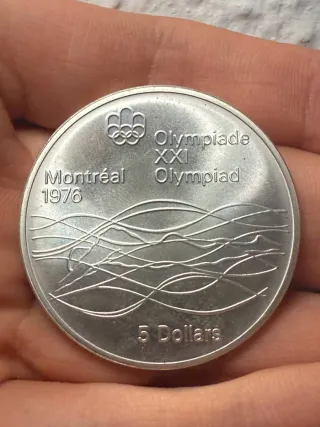 Olympiade
XXI
Montréal Olympiad
1976
5 Dollars